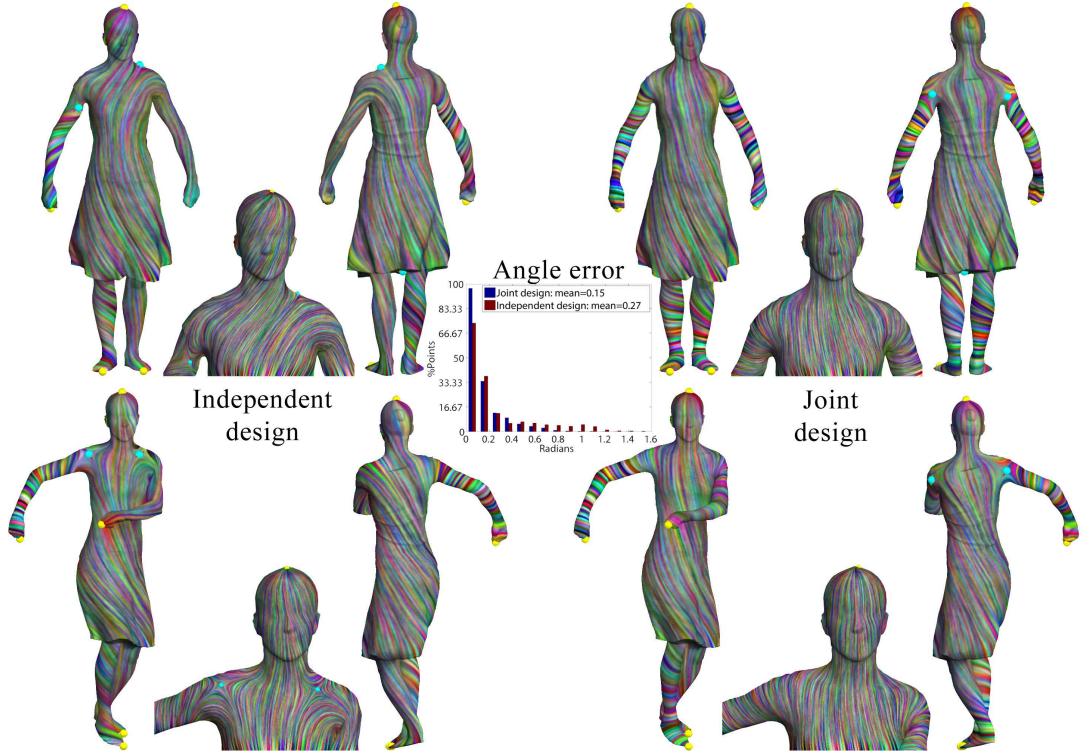 Angle error
100
83.33
66.67
50
33.33
16.67
0
%Points
Joint design: mean=0.15
Independent design: mean=0.27
0 0.2 0.4 0.6 0.8 1 1.2 1.4 1.6
Radians
Independent
design
Joint
design